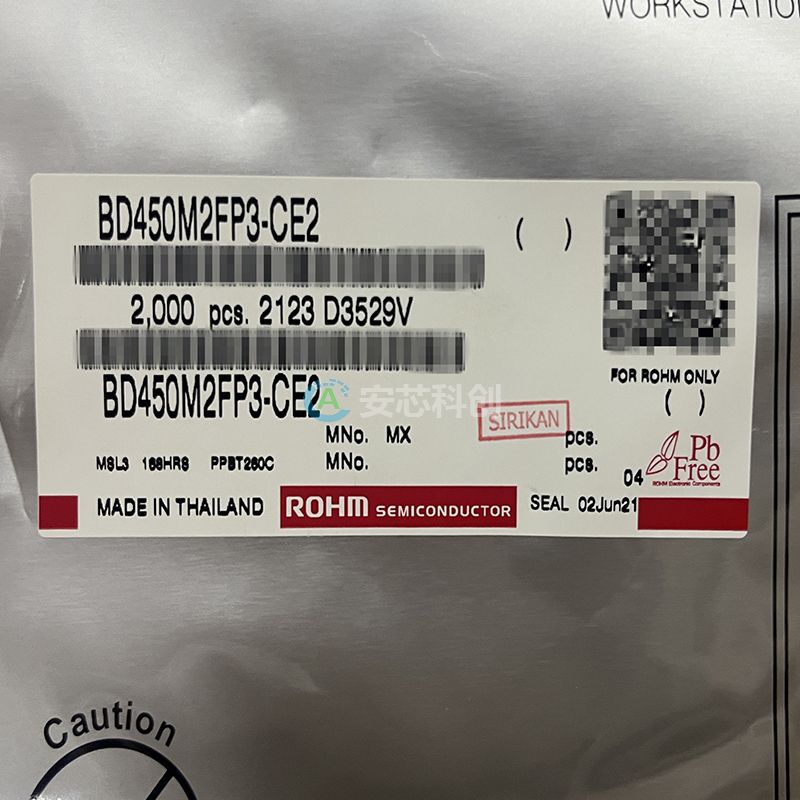 WORKSTATIO
BD450M2FP3-CE2
( )
2,000 pcs. 2123 D3529V
BD450M2FP3-CE2
安芯科创
FOR ROHM ONLY
( )
SIRIKAN
MNo. MX
pcs.
MSL3 168HRS PPBT260C
MNo.
pcs.
04
Pb
Free
ROHM Electronic Components
MADE IN THAILAND
ROHM SEMICONDUCTOR
SEAL 02Jun21
Caution